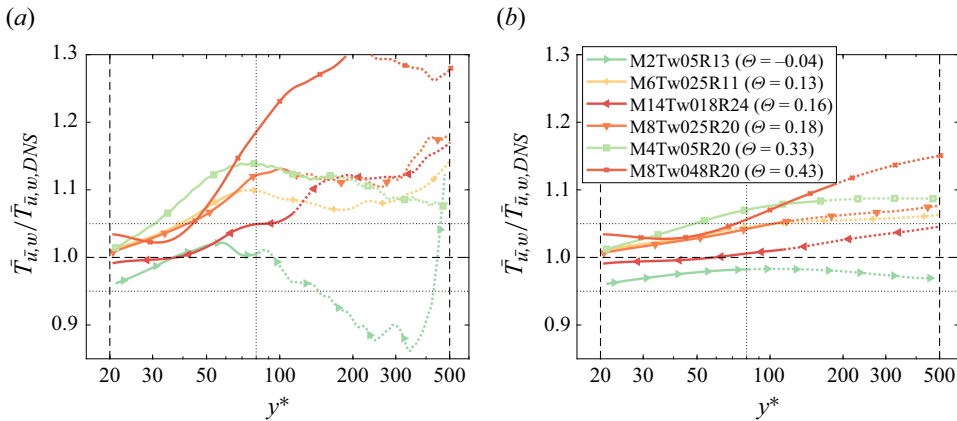 (a)
1.3
1.2
1.1
1.0
0.9
T̄ū,w/T̄ū,w,DNS
20 30 50 100 200 300 500
y*
(b)
1.3
1.2
1.1
1.0
0.9
T̄ū,w/T̄ū,w,DNS
M2Tw05R13 (Θ = –0.04)
M6Tw025R11 (Θ = 0.13)
M14Tw018R24 (Θ = 0.16)
M8Tw025R20 (Θ = 0.18)
M4Tw05R20 (Θ = 0.33)
M8Tw048R20 (Θ = 0.43)
20 30 50 100 200 300 500
y*